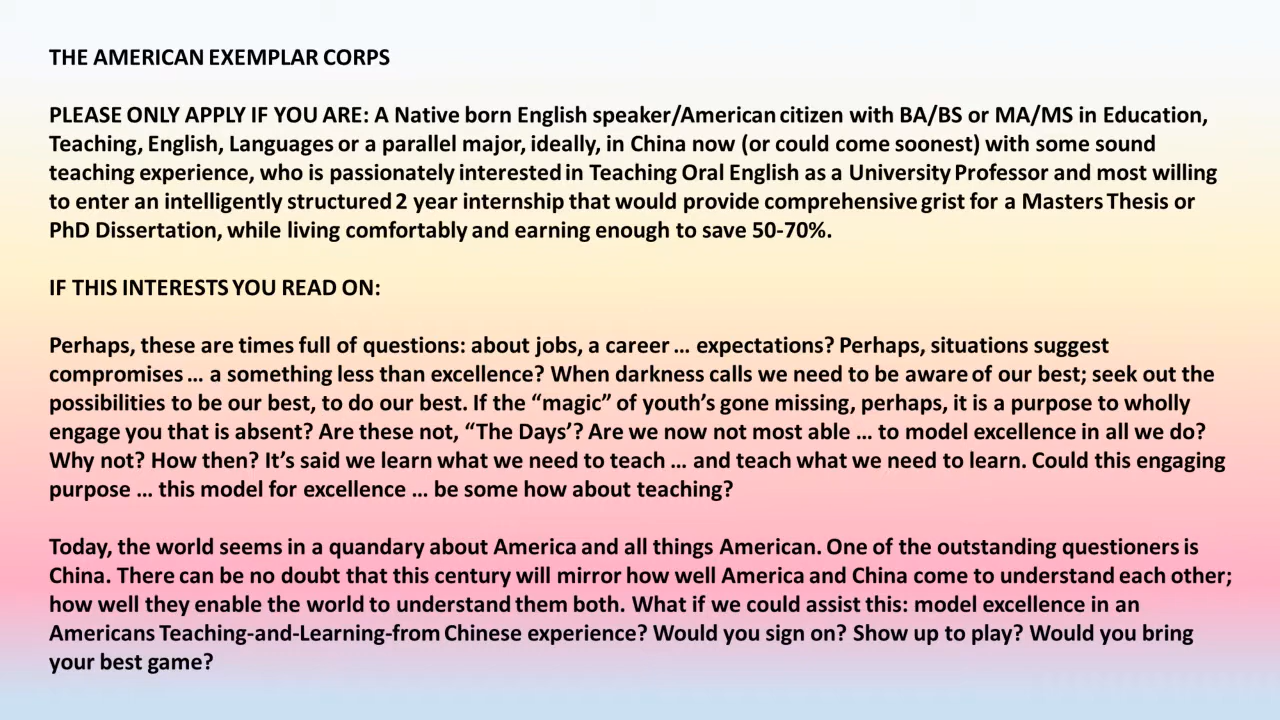 THE AMERICAN EXEMPLAR CORPS
PLEASE ONLY APPLY IF YOU ARE: A Native born English speaker/American citizen with BA/BS or MA/MS in Education,
Teaching, English, Languages or a parallel major, ideally, in China now (or could come soonest) with some sound
teaching experience, who is passionately interested in Teaching Oral English as a University Professor and most willing
to enter an intelligently structured 2 year internship that would provide comprehensive grist for a Masters Thesis or
PhD Dissertation, while living comfortably and earning enough to save 50-70%.
IF THIS INTERESTS YOU READ ON:
Perhaps, these are times full of questions: about jobs, a career … expectations? Perhaps, situations suggest
compromises … a something less than excellence? When darkness calls we need to be aware of our best; seek out the
possibilities to be our best, to do our best. If the “magic” of youth’s gone missing, perhaps, it is a purpose to wholly
engage you that is absent? Are these not, “The Days’? Are we now not most able … to model excellence in all we do?
Why not? How then? It’s said we learn what we need to teach … and teach what we need to learn. Could this engaging
purpose … this model for excellence … be some how about teaching?
Today, the world seems in a quandary about America and all things American. One of the outstanding questioners is
China. There can be no doubt that this century will mirror how well America and China come to understand each other;
how well they enable the world to understand them both. What if we could assist this: model excellence in an
Americans Teaching-and-Learning-from Chinese experience? Would you sign on? Show up to play? Would you bring
your best game?